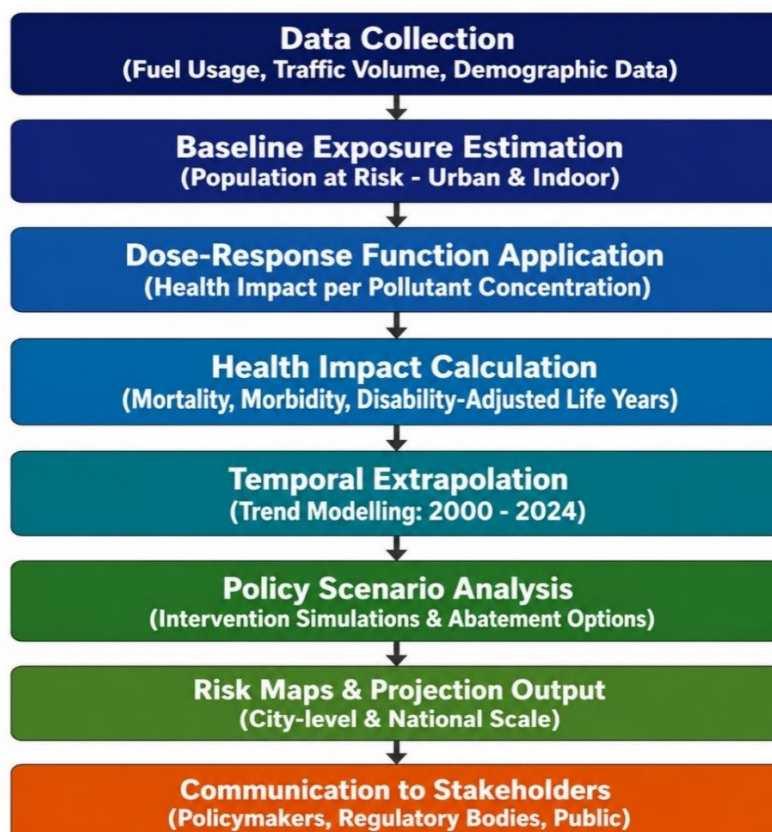 Data Collection
(Fuel Usage, Traffic Volume, Demographic Data)
Baseline Exposure Estimation
(Population at Risk - Urban & Indoor)
Dose-Response Function Application
(Health Impact per Pollutant Concentration)
Health Impact Calculation
(Mortality, Morbidity, Disability-Adjusted Life Years)
Temporal Extrapolation
(Trend Modelling: 2000 - 2024)
Policy Scenario Analysis
(Intervention Simulations & Abatement Options)
Risk Maps & Projection Output
(City-level & National Scale)
Communication to Stakeholders
(Policymakers, Regulatory Bodies, Public)